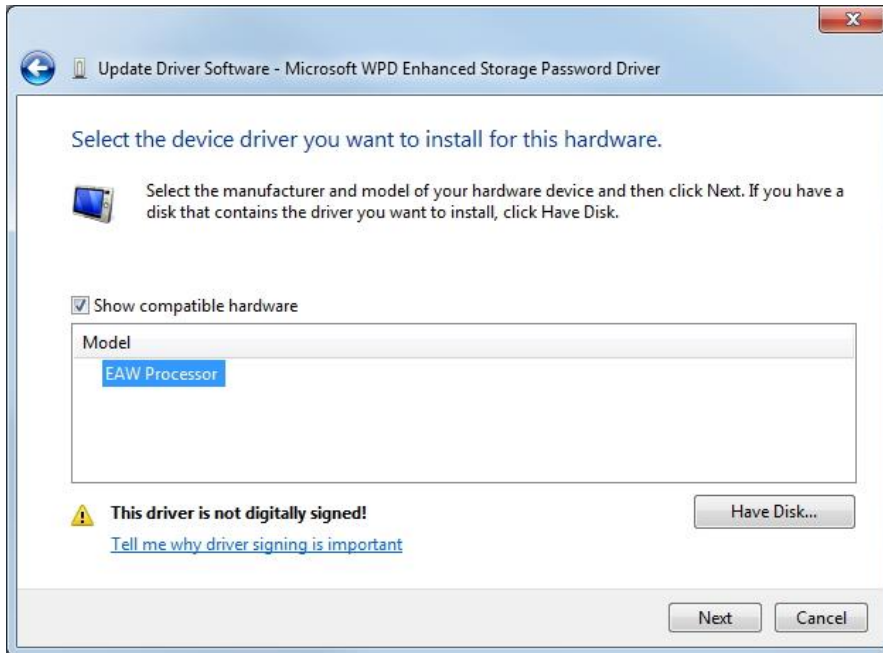 Update Driver Software - Microsoft WPD Enhanced Storage Password Driver
Select the device driver you want to install for this hardware.
Select the manufacturer and model of your hardware device and then click Next. If you have a
disk that contains the driver you want to install, click Have Disk.
Show compatible hardware
Model
EAW Processor
This driver is not digitally signed!
Have Disk...
Tell me why driver signing is important
Next
Cancel